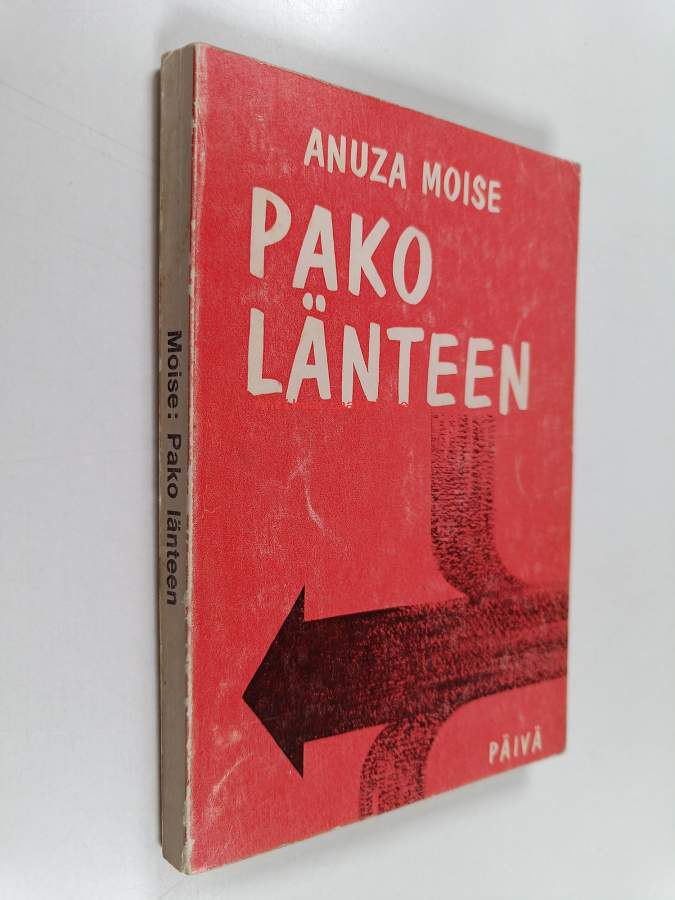 ANUZA MOISE
PAKO
LÄNTEEN
PÄIVÄ
Moise: Pako länteen